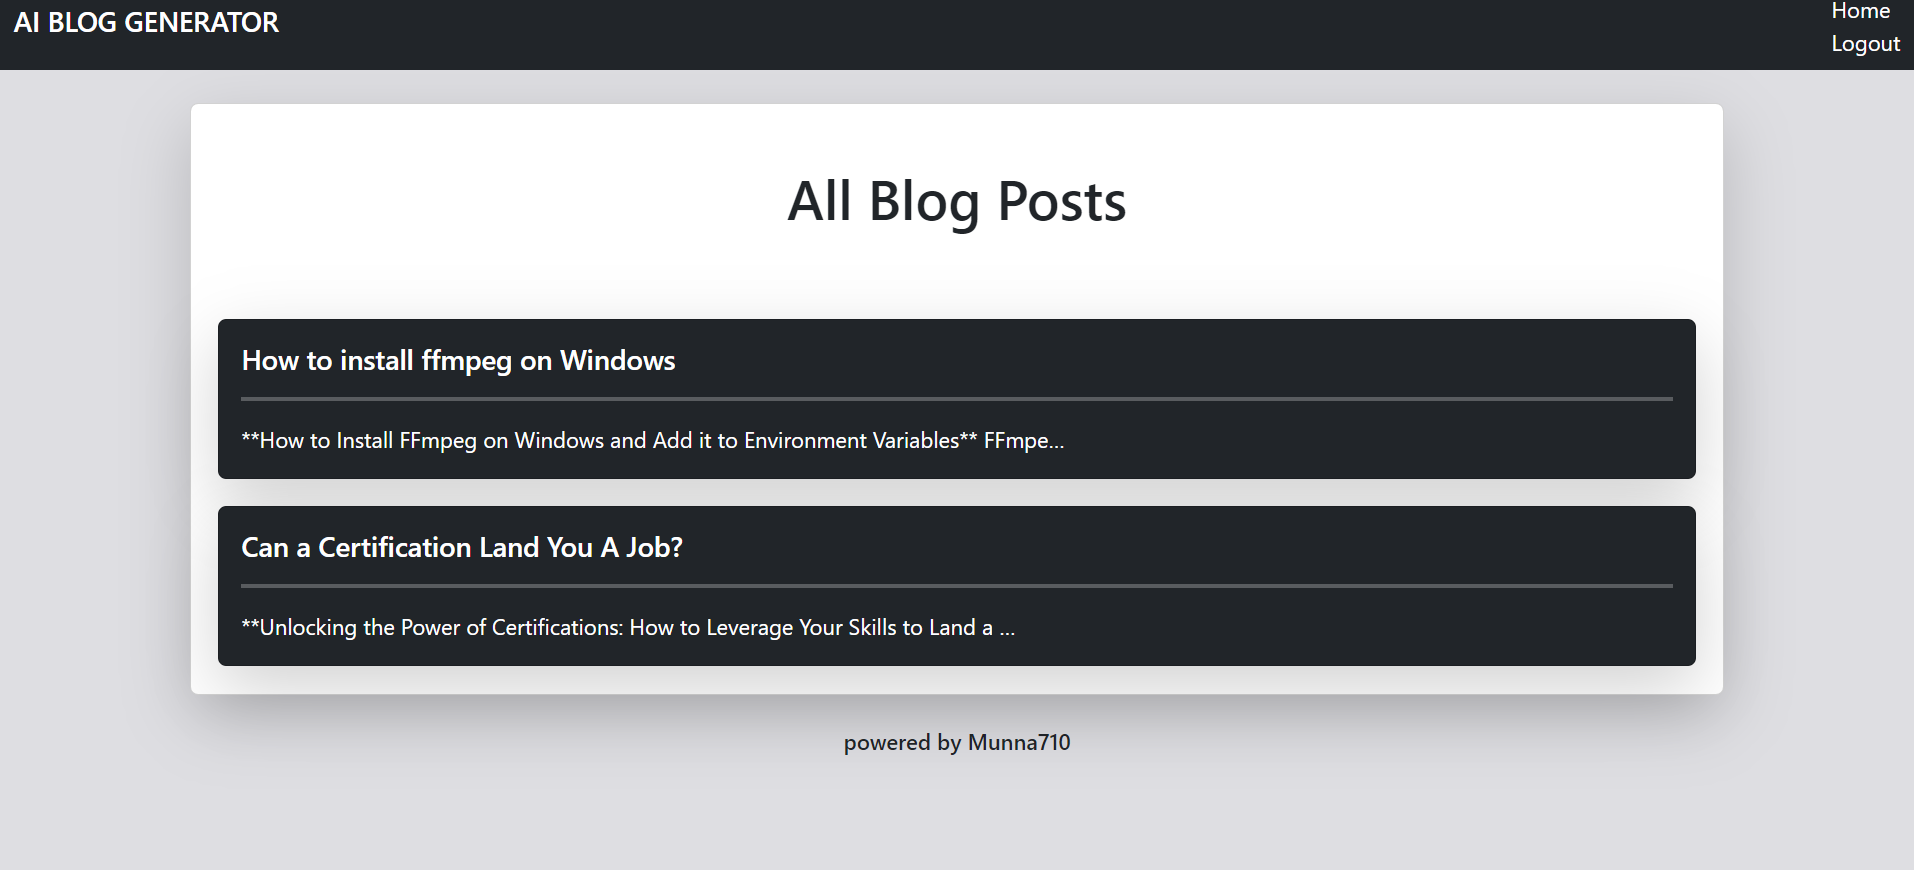 AI BLOG GENERATOR
Home
Logout
All Blog Posts
How to install ffmpeg on Windows
**How to Install FFmpeg on Windows and Add it to Environment Variables** FFmpe...
Can a Certification Land You A Job?
**Unlocking the Power of Certifications: How to Leverage Your Skills to Land a ...
powered by Munna710